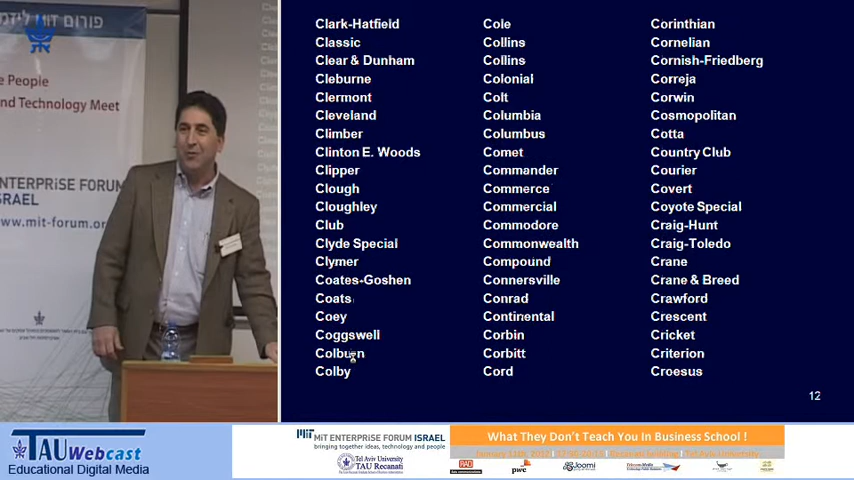 פורום MIT ליזמ
e People
nd Technology Meet
ENTERPRISE FORUM
SRAEL
www.mit-forum.or
Clark-Hatfield
Classic
Clear & Dunham
Cleburne
Clermont
Cleveland
Climber
Clinton E. Woods
Clipper
Clough
Cloughley
Club
Clyde Special
Clymer
Coates-Goshen
Coats
Coey
Coggswell
Colburn
Colby
Cole
Collins
Collins
Colonial
Colt
Columbia
Columbus
Comet
Commander
Commerce
Commercial
Commodore
Commonwealth
Compound
Connersville
Conrad
Continental
Corbin
Corbitt
Cord
Corinthian
Cornelian
Cornish-Friedberg
Correja
Corwin
Cosmopolitan
Cotta
Country Club
Courier
Covert
Coyote Special
Craig-Hunt
Craig-Toledo
Crane
Crane & Breed
Crawford
Crescent
Cricket
Criterion
Croesus
12
TAU Webcast
Educational Digital Media
MIT ENTERPRISE FORUM ISRAEL
bringing together ideas, technology and people
Tel Aviv University
TAU Recanati
What They Don't Teach You In Business School !
pwc
Joomi